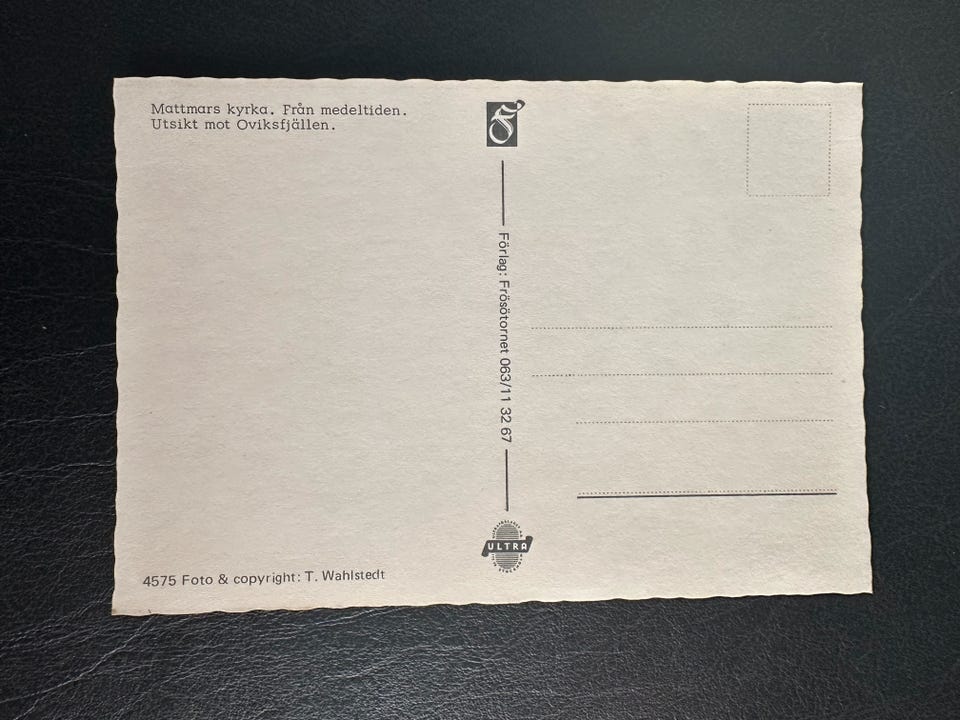 Mattmars kyrka. Från medeltiden.
Utsikt mot Oviksfjällen.
Förlag: Frösötornet 063/11 32 67
ULTRA
4575 Foto & copyright: T. Wahlstedt